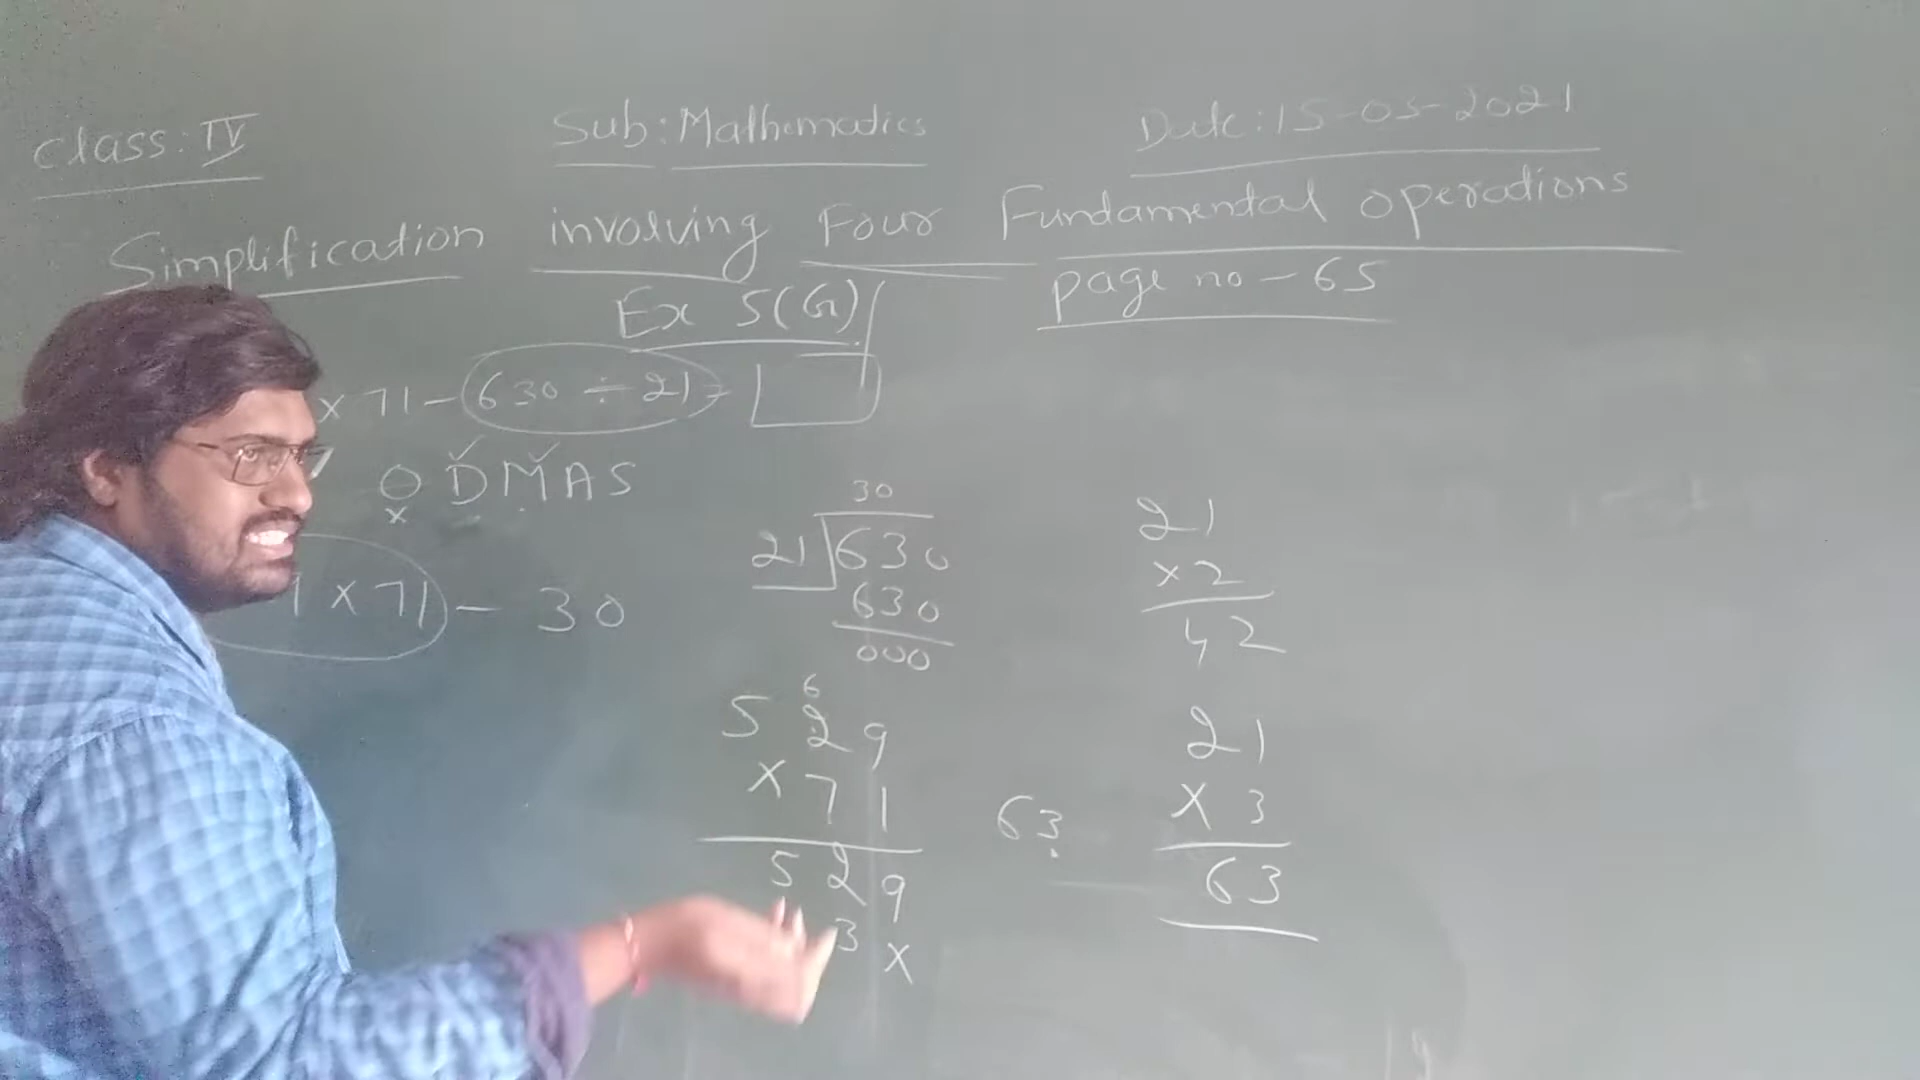 Class: IV Sub: Mathematics Date: 15-03-2021
Simplification involving Four Fundamental operations
Ex 5(G) page no - 65
x 71 - 630 ÷ 21 =
O D M A S
x
x 71 - 30
30
21 630
630
000
21
x 2
42
6
529
x 71
529
3 x
63
21
x 3
63